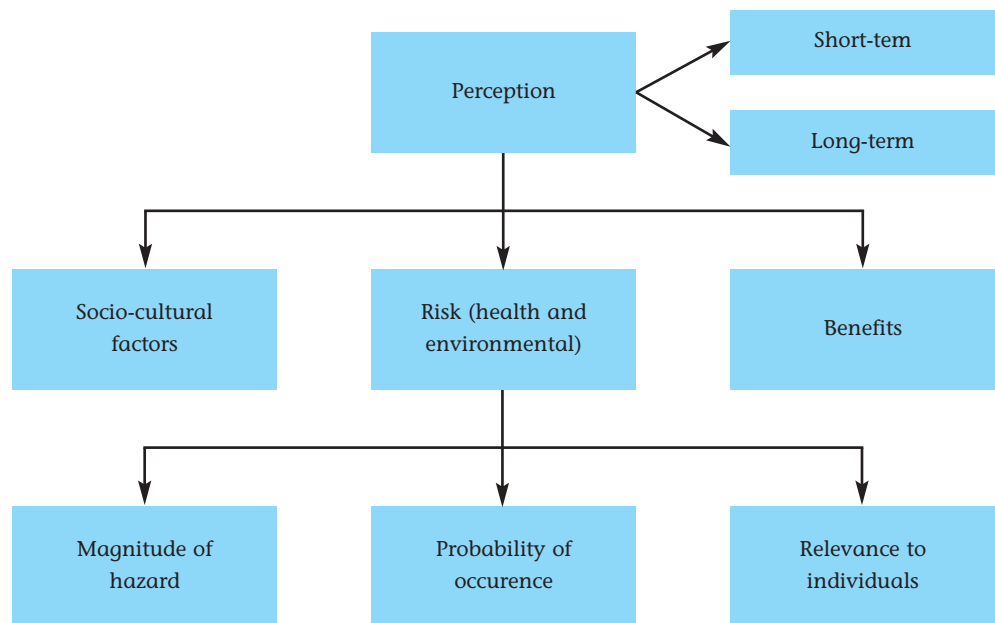 Short-tem
Perception
Long-term
Socio-cultural
factors
Risk (health and
environmental)
Benefits
Magnitude of
hazard
Probability of
occurence
Relevance to
individuals